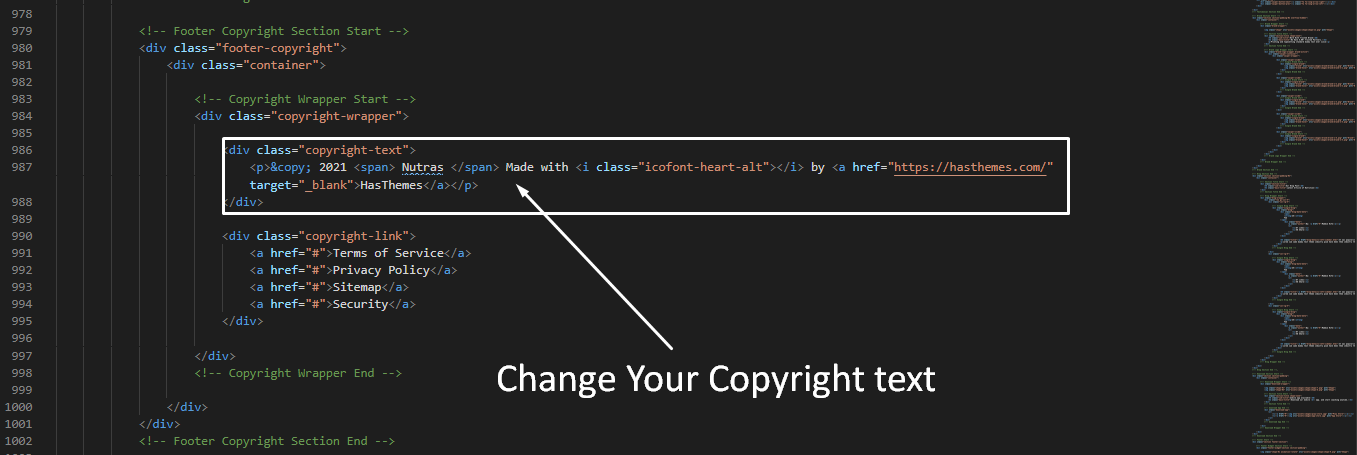 978
979 <!-- Footer Copyright Section Start -->
980 <div class="footer-copyright">
981 <div class="container">
982
983 <!-- Copyright Wrapper Start -->
984 <div class="copyright-wrapper">
985
986 <div class="copyright-text">
987 <p>&copy; 2021 <span> Nutras </span> Made with <i class="icofont-heart-alt"></i> by <a href="https://hasthemes.com/"
target="_blank">HasThemes</a></p>
988 </div>
989
990 <div class="copyright-link">
991 <a href="#">Terms of Service</a>
992 <a href="#">Privacy Policy</a>
993 <a href="#">Sitemap</a>
994 <a href="#">Security</a>
995 </div>
996
997 </div>
998 <!-- Copyright Wrapper End -->
999
1000 </div>
1001 </div>
1002 <!-- Footer Copyright Section End -->
Change Your Copyright text